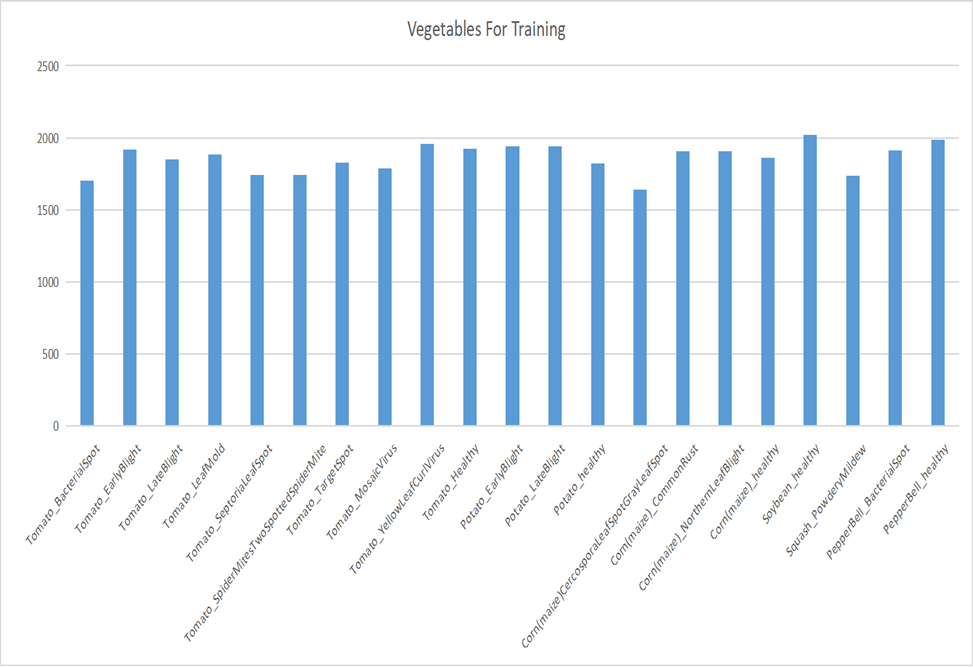 Vegetables For Training
2500
2000
1500
1000
500
0
Tomato_BacterialSpot
Tomato_EarlyBlight
Tomato_LateBlight
Tomato_LeafMold
Tomato_SeptoriaLeafSpot
Tomato_SpiderMitesTwoSpottedSpiderMite
Tomato_TargetSpot
Tomato_MosaicVirus
Tomato_YellowLeafCurlVirus
Tomato_Healthy
Potato_EarlyBlight
Potato_LateBlight
Potato_healthy
Corn(maize)CercosporaLeafSpotGrayLeafSpot
Corn(maize)_CommonRust
Corn(maize)_NorthernLeafBlight
Corn(maize)_healthy
Soybean_healthy
Squash_PowderyMildew
PepperBell_BacterialSpot
PepperBell_healthy